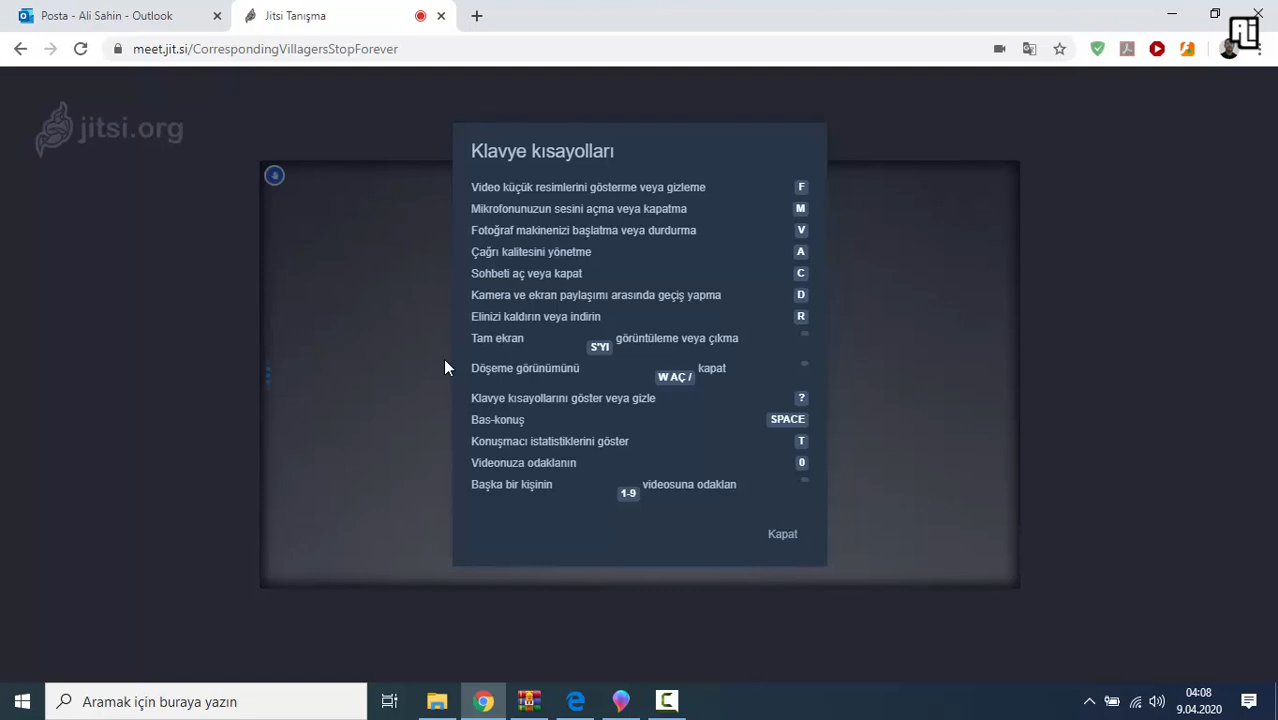 Posta - Ali Sahin - Outlook
Jitsi Tanışma
meet.jit.si/CorrespondingVillagersStopForever
jitsi.org
Klavye kısayolları
Video küçük resimlerini gösterme veya gizleme F
Mikrofonunuzun sesini açma veya kapatma M
Fotoğraf makinenizi başlatma veya durdurma V
Çağrı kalitesini yönetme A
Sohbeti aç veya kapat C
Kamera ve ekran paylaşımı arasında geçiş yapma D
Elinizi kaldırın veya indirin R
Tam ekran S'YI görüntüleme veya çıkma
Döşeme görünümünü W AÇ / kapat
Klavye kısayollarını göster veya gizle ?
Bas-konuş SPACE
Konuşmacı istatistiklerini göster T
Videonuza odaklanın 0
Başka bir kişinin 1-9 videosuna odaklan
Kapat
Aramak için buraya yazın
04:08
9.04.2020